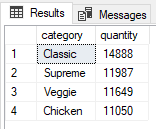 Results Messages
category quantity
1 Classic 14888
2 Supreme 11987
3 Veggie 11649
4 Chicken 11050